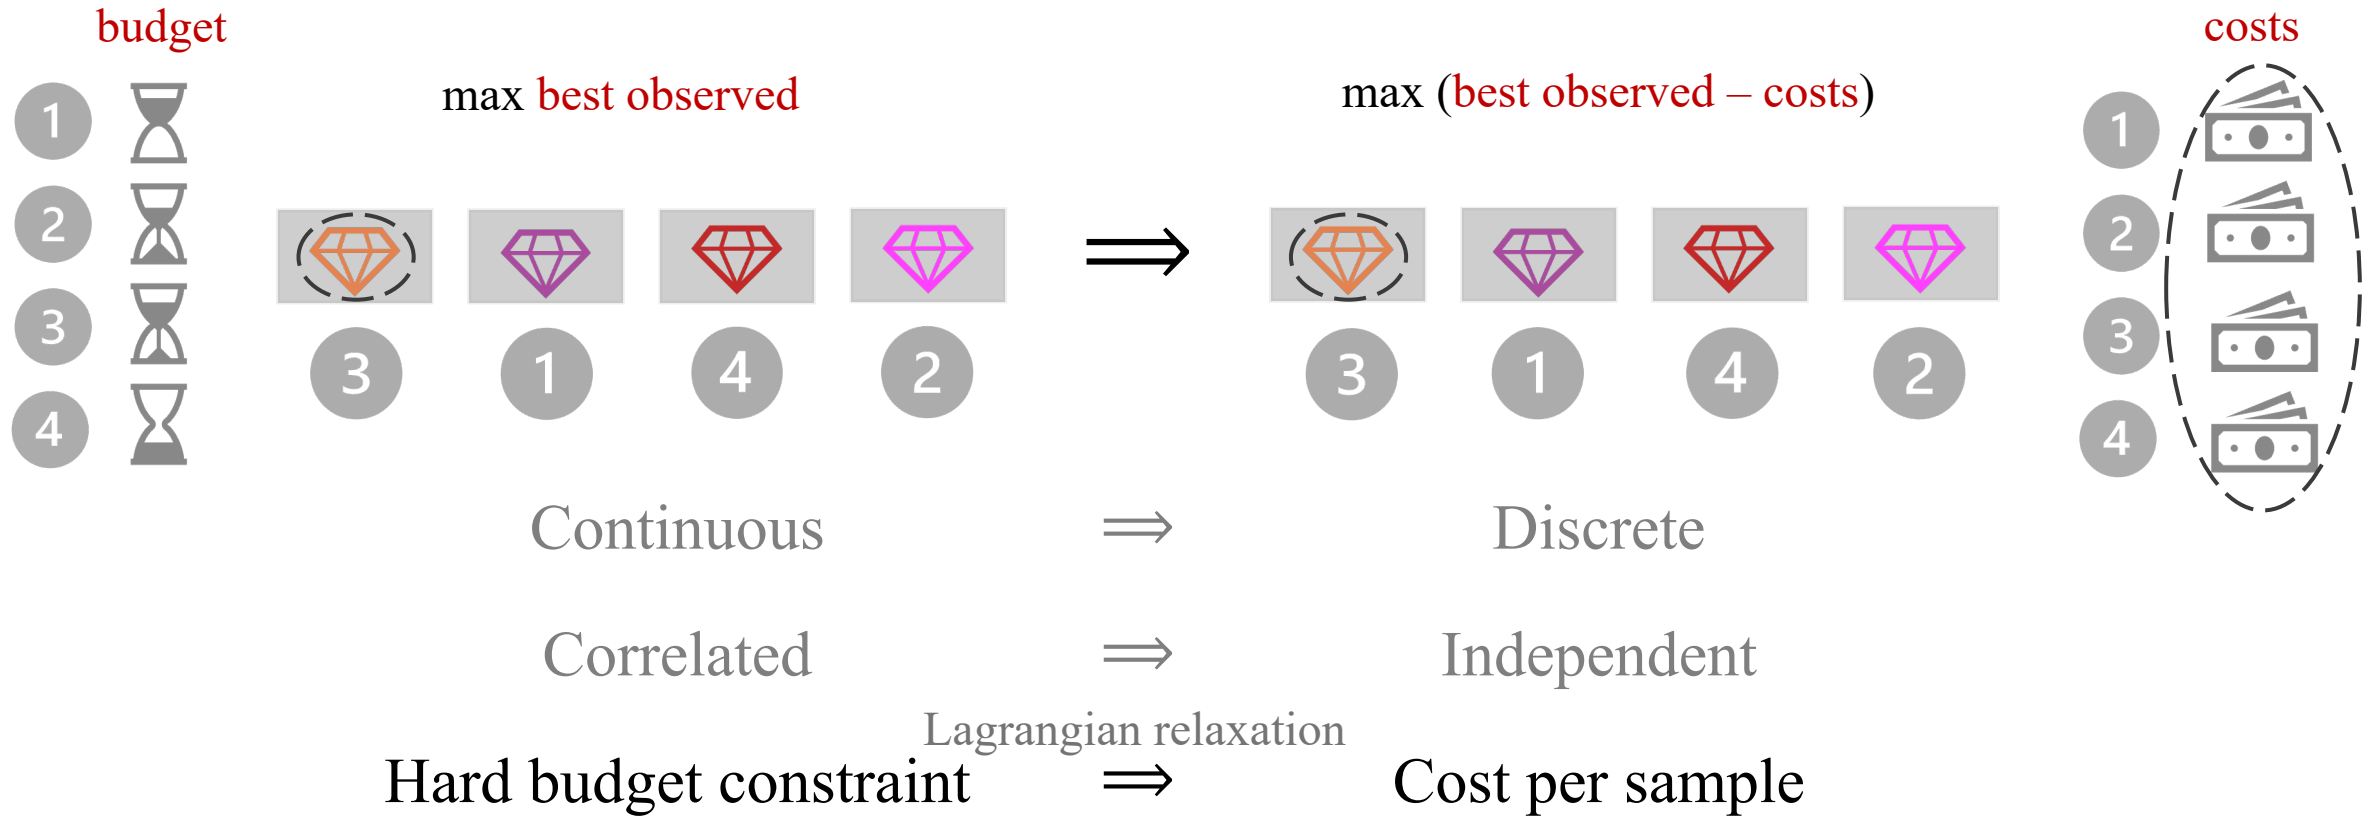 budget
costs
max best observed
max (best observed – costs)
1
2
3
4
3 1 4 2
⟹
3 1 4 2
1
2
3
4
Continuous ⟹ Discrete
Correlated ⟹ Independent
Lagrangian relaxation
Hard budget constraint ⟹ Cost per sample